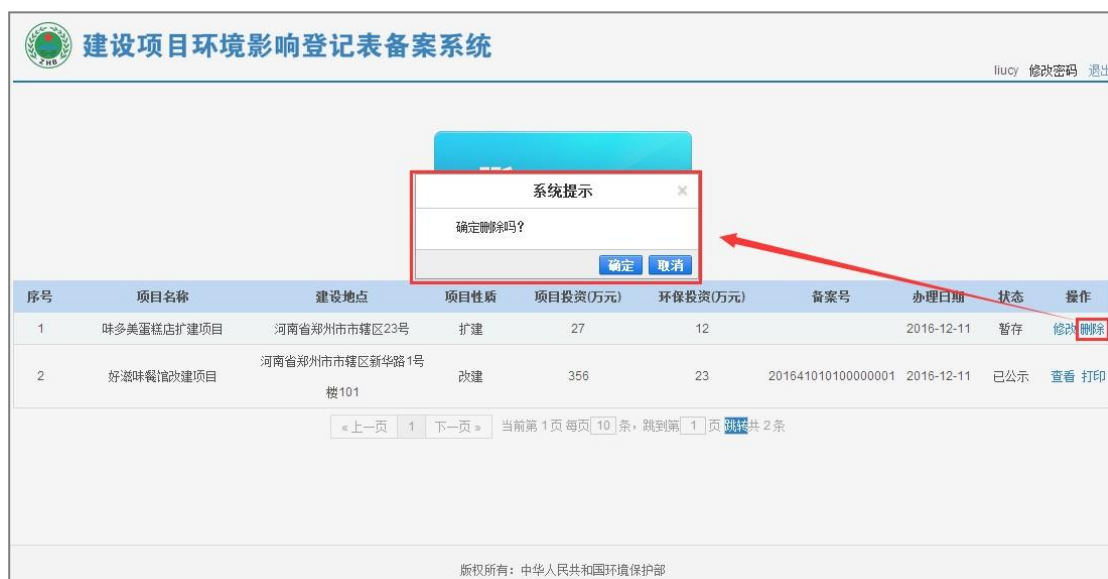 建设项目环境影响登记表备案系统
ZHB
liucy 修改密码 退出
系统提示 ×
确定删除吗?
确定 取消
序号 项目名称 建设地点 项目性质 项目投资(万元) 环保投资(万元) 备案号 办理日期 状态 操作
1 味多美蛋糕店扩建项目 河南省郑州市市辖区23号 扩建 27 12 2016-12-11 暂存 修改 删除
2 好滋味餐馆改建项目 河南省郑州市市辖区新华路1号楼101 改建 356 23 201641010100000001 2016-12-11 已公示 查看 打印
«上一页 1 下一页» 当前第 1 页 每页 10 条,跳到第 1 页 跳转共 2 条
版权所有:中华人民共和国环境保护部